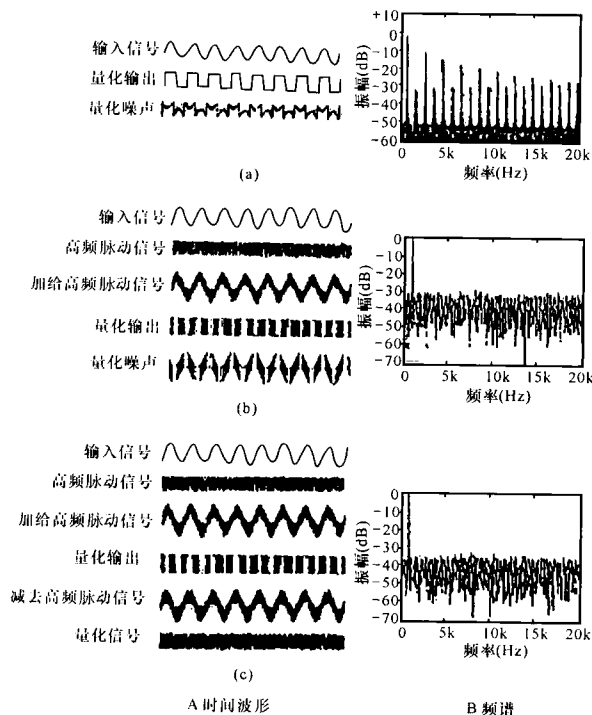 输入信号
量化输出
量化噪声
(a)
+10
0
-10
-20
-30
-40
-50
-60
振幅(dB)
0 5k 10k 15k 20k
频率(Hz)
输入信号
高频脉动信号
加给高频脉动信号
量化输出
量化噪声
(b)
0
-10
-20
-30
-40
-50
-60
-70
振幅(dB)
0 5k 10k 15k 20k
频率(Hz)
输入信号
高频脉动信号
加给高频脉动信号
量化输出
减去高频脉动信号
量化信号
(c)
0
-10
-20
-30
-40
-50
-60
-70
振幅(dB)
0 5k 10k 15k 20k
频率(Hz)
A 时间波形
B 频谱